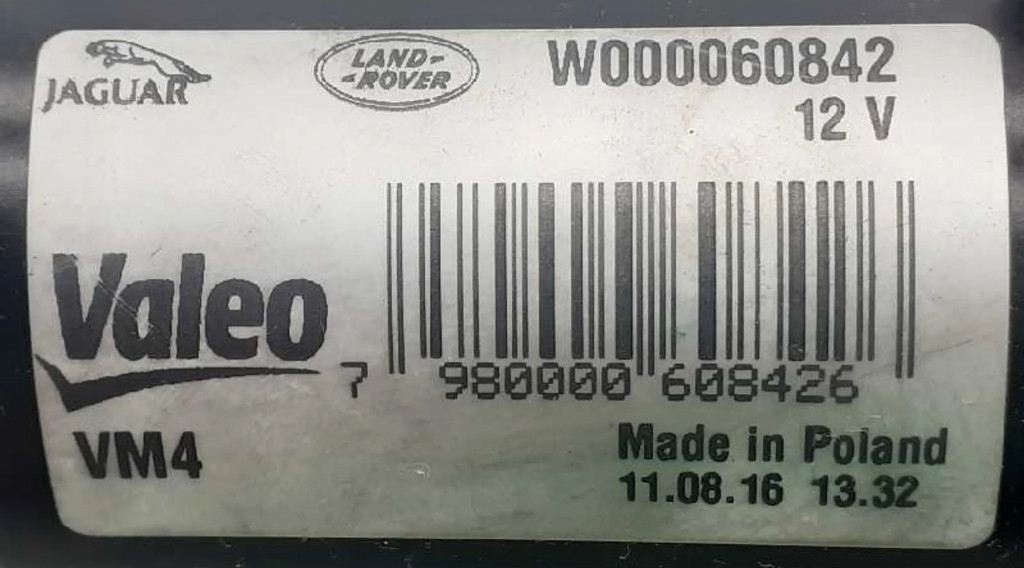 JAGUAR
LAND-
-ROVER
W000060842
12 V
Valeo
7 980000 608426
VM4
Made in Poland
11.08.16 13.32